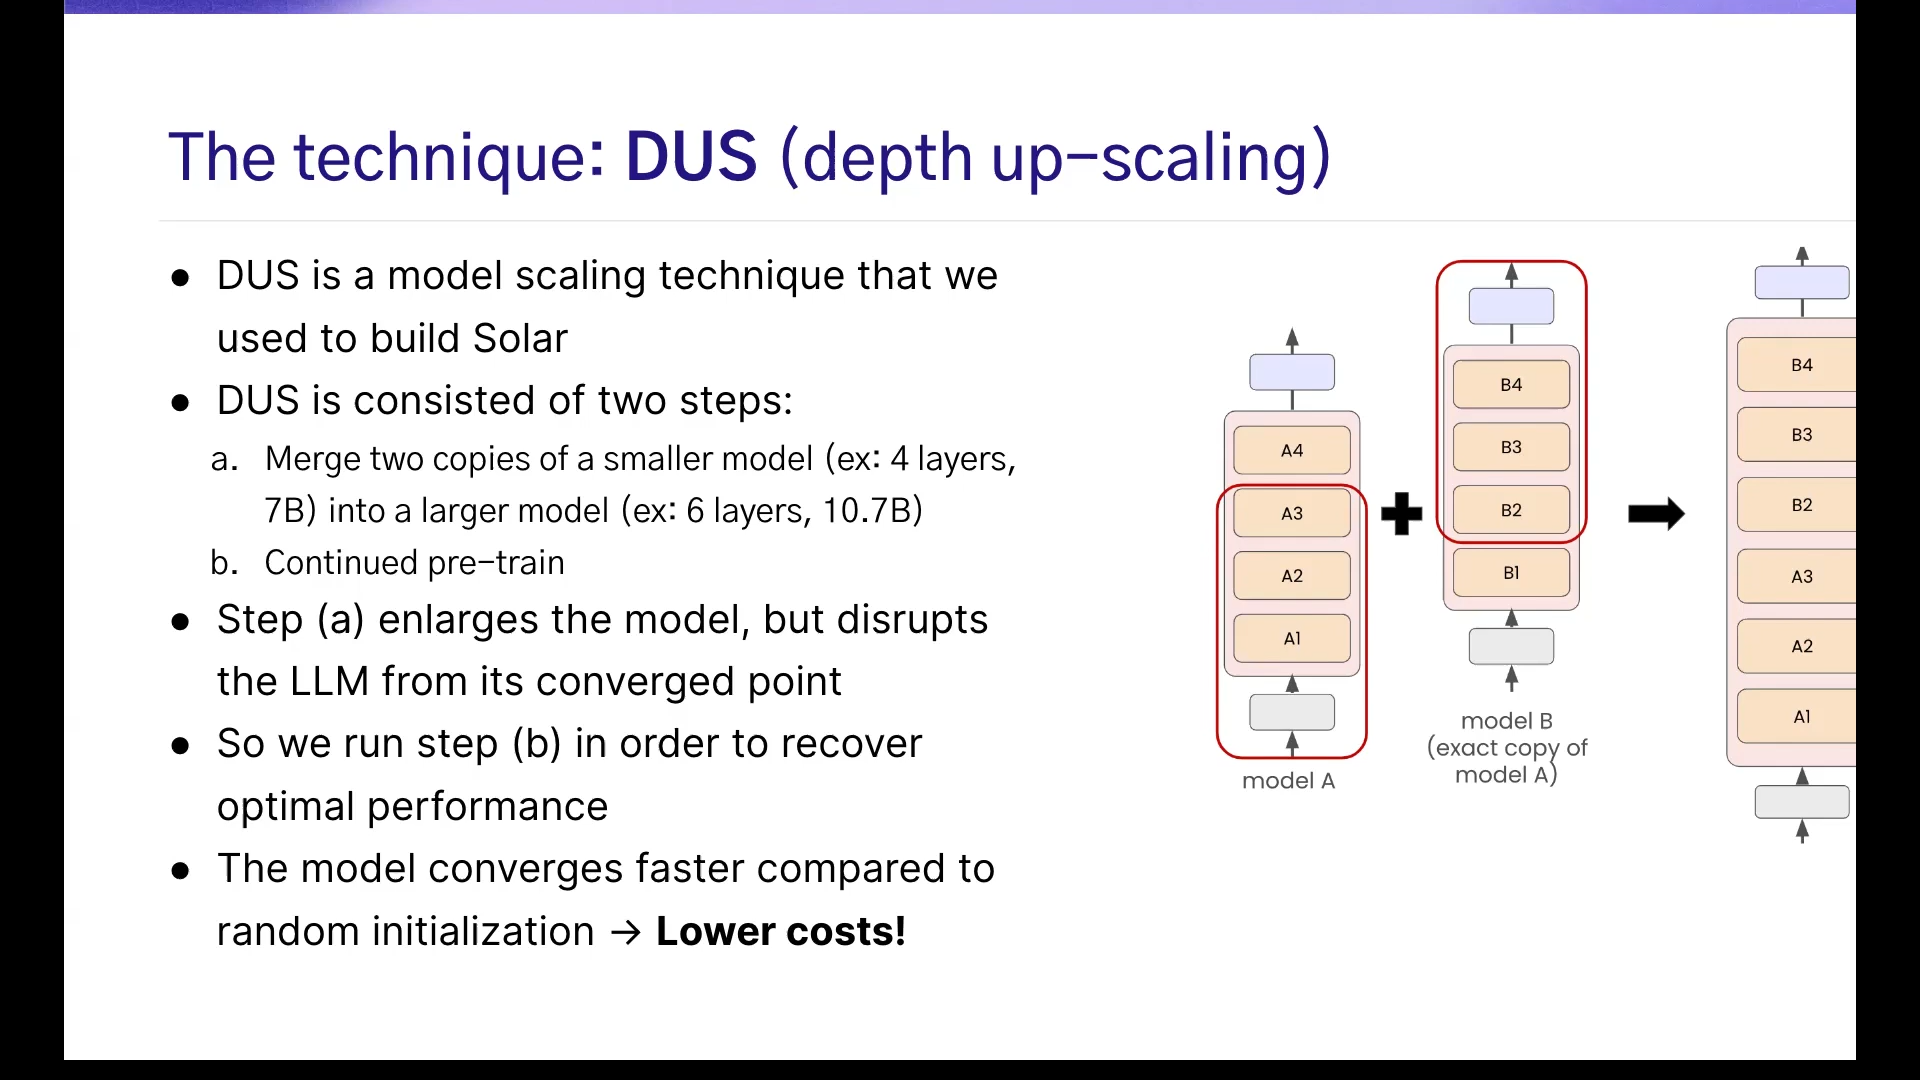 The technique: DUS (depth up-scaling)
● DUS is a model scaling technique that we
used to build Solar
● DUS is consisted of two steps:
a. Merge two copies of a smaller model (ex: 4 layers,
7B) into a larger model (ex: 6 layers, 10.7B)
b. Continued pre-train
● Step (a) enlarges the model, but disrupts
the LLM from its converged point
● So we run step (b) in order to recover
optimal performance
● The model converges faster compared to
random initialization → Lower costs!
A4
A3
A2
A1
model A
B4
B3
B2
B1
model B
(exact copy of
model A)
B4
B3
B2
A3
A2
A1